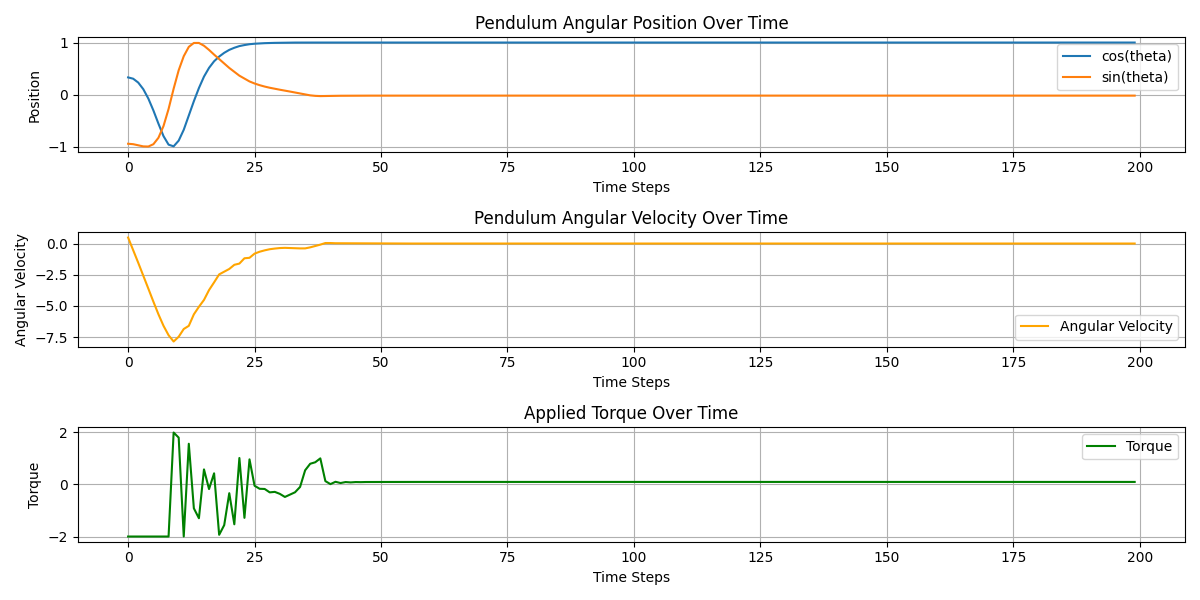 Pendulum Angular Position Over Time
Position
1
0
−1
cos(theta)
sin(theta)
0 25 50 75 100 125 150 175 200
Time Steps
Pendulum Angular Velocity Over Time
Angular Velocity
0.0
−2.5
−5.0
−7.5
Angular Velocity
0 25 50 75 100 125 150 175 200
Time Steps
Applied Torque Over Time
Torque
2
0
−2
Torque
0 25 50 75 100 125 150 175 200
Time Steps